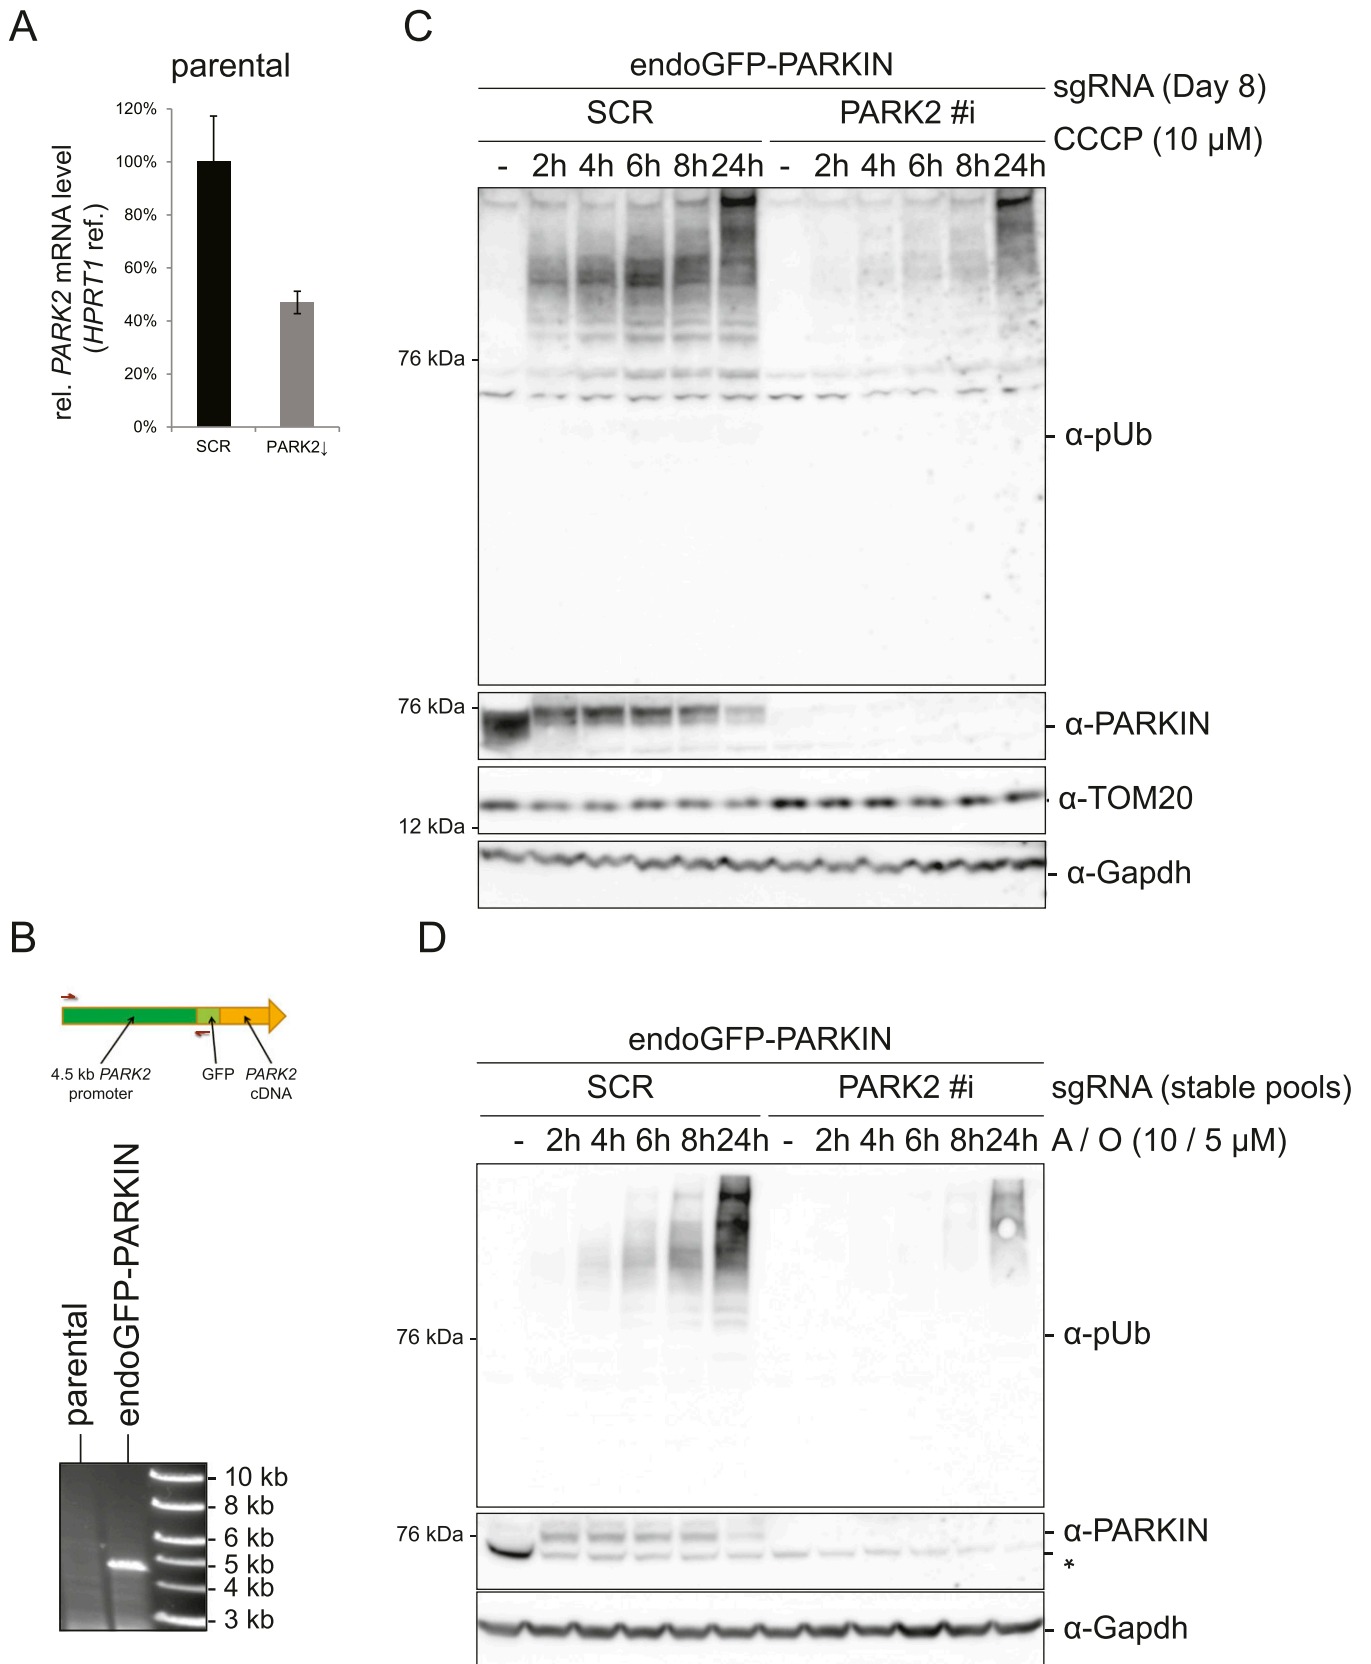 A
parental
rel. PARK2 mRNA level
(HPRT1 ref.)
120%
100%
80%
60%
40%
20%
0%
SCR
PARK2↓
B
4.5 kb PARK2
promoter
GFP
PARK2
cDNA
parental
endoGFP-PARKIN
10 kb
8 kb
6 kb
5 kb
4 kb
3 kb
C
endoGFP-PARKIN
sgRNA (Day 8)
SCR
PARK2 #i
CCCP (10 µM)
- 2h 4h 6h 8h 24h - 2h 4h 6h 8h 24h
76 kDa
α-pUb
76 kDa
α-PARKIN
α-TOM20
12 kDa
α-Gapdh
D
endoGFP-PARKIN
SCR
PARK2 #i
sgRNA (stable pools)
- 2h 4h 6h 8h 24h - 2h 4h 6h 8h 24h
A / O (10 / 5 µM)
76 kDa
α-pUb
76 kDa
α-PARKIN
*
α-Gapdh